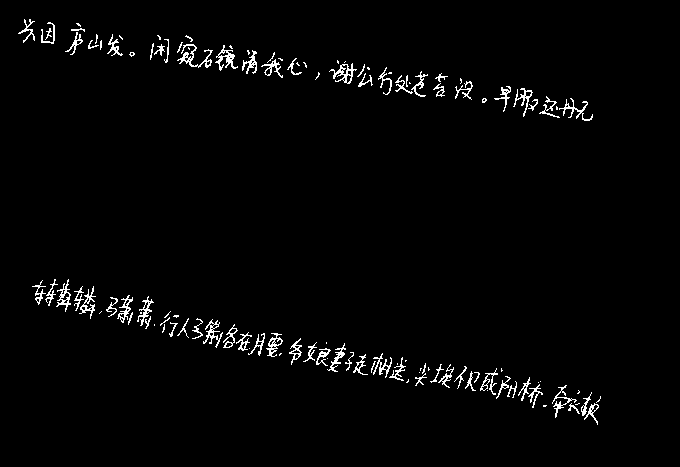 兴因庐山发。闲窥石镜清我心，谢公行处苍苔没。早服还丹无
车辚辚,马萧萧.行人弓箭各在月要,爷娘妻子走相送,尘埃不见咸阳桥.牵衣顿